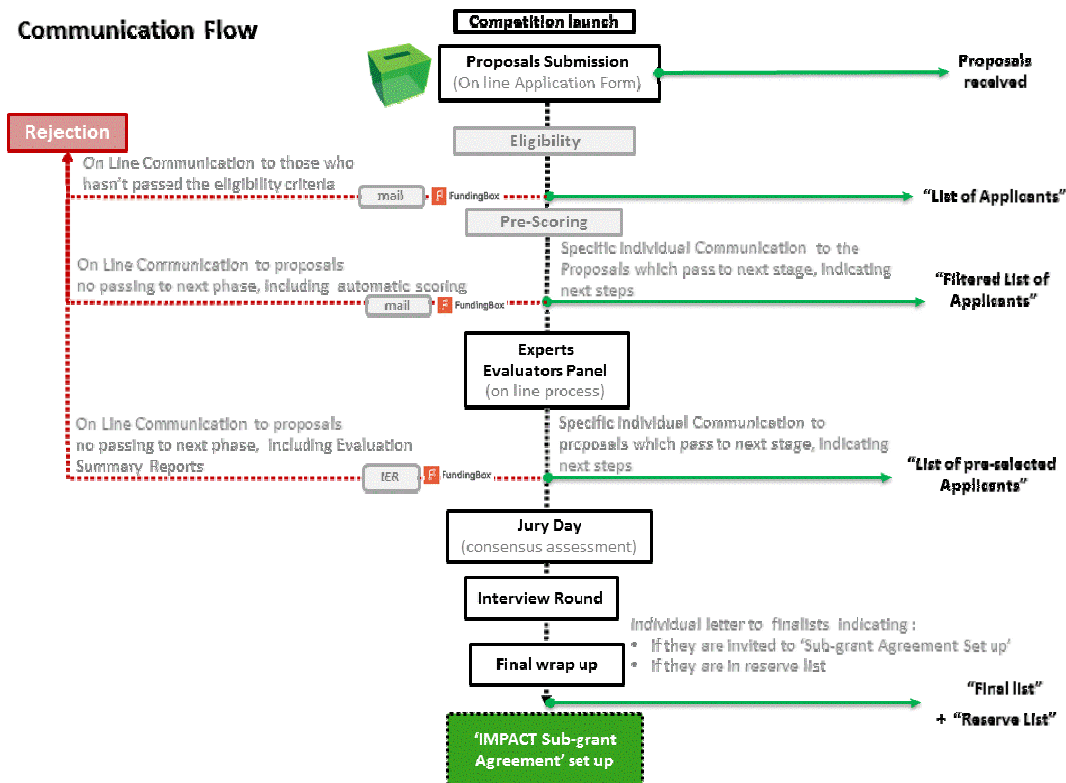 Communication Flow
Competition launch
Proposals Submission
(On line Application Form)
Proposals
received
Rejection
Eligibility
On Line Communication to those who
hasn't passed the eligibility criteria
mail
FundingBox
"List of Applicants"
Pre-Scoring
On Line Communication to proposals
no passing to next phase, including automatic scoring
mail
FundingBox
Specific Individual Communication to the
Proposals which pass to next stage, indicating
next steps
"Filtered List of
Applicants"
Experts
Evaluators Panel
(on line process)
On Line Communication to proposals
no passing to next phase, including Evaluation
Summary Reports
IER
FundingBox
Specific Individual Communication to
proposals which pass to next stage, indicating
next steps
"List of pre-selected
Applicants"
Jury Day
(consensus assessment)
Interview Round
Individual letter to finalists indicating :
• If they are invited to 'Sub-grant Agreement Set up'
• If they are in reserve list
Final wrap up
"Final list"
+ "Reserve List"
'IMPACT Sub-grant
Agreement' set up